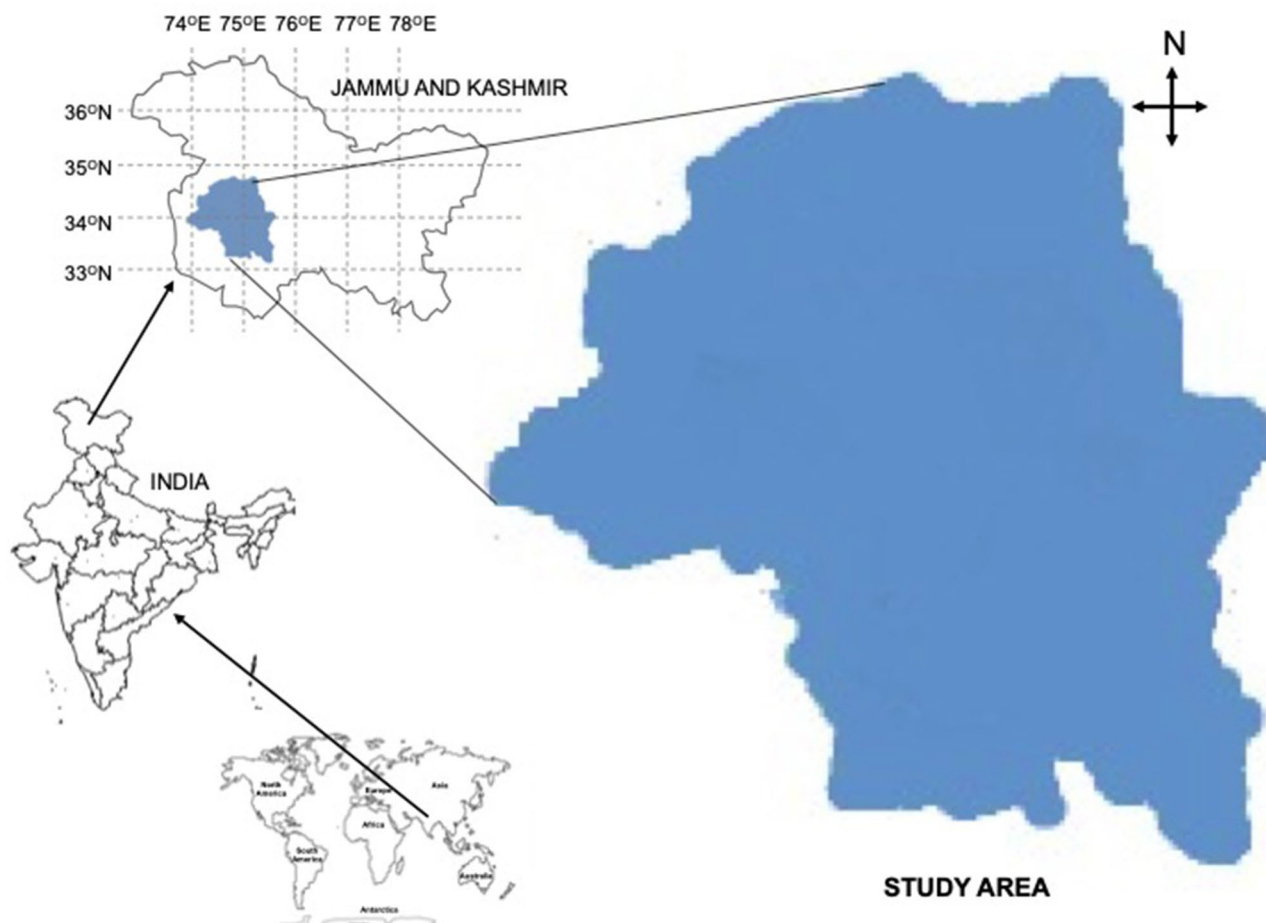 74ºE 75ºE 76ºE 77ºE 78ºE
JAMMU AND KASHMIR
36ºN
35ºN
34ºN
33ºN
N
INDIA
North
America
Europe
Asia
Africa
South
America
Australia
Antarctica
STUDY AREA